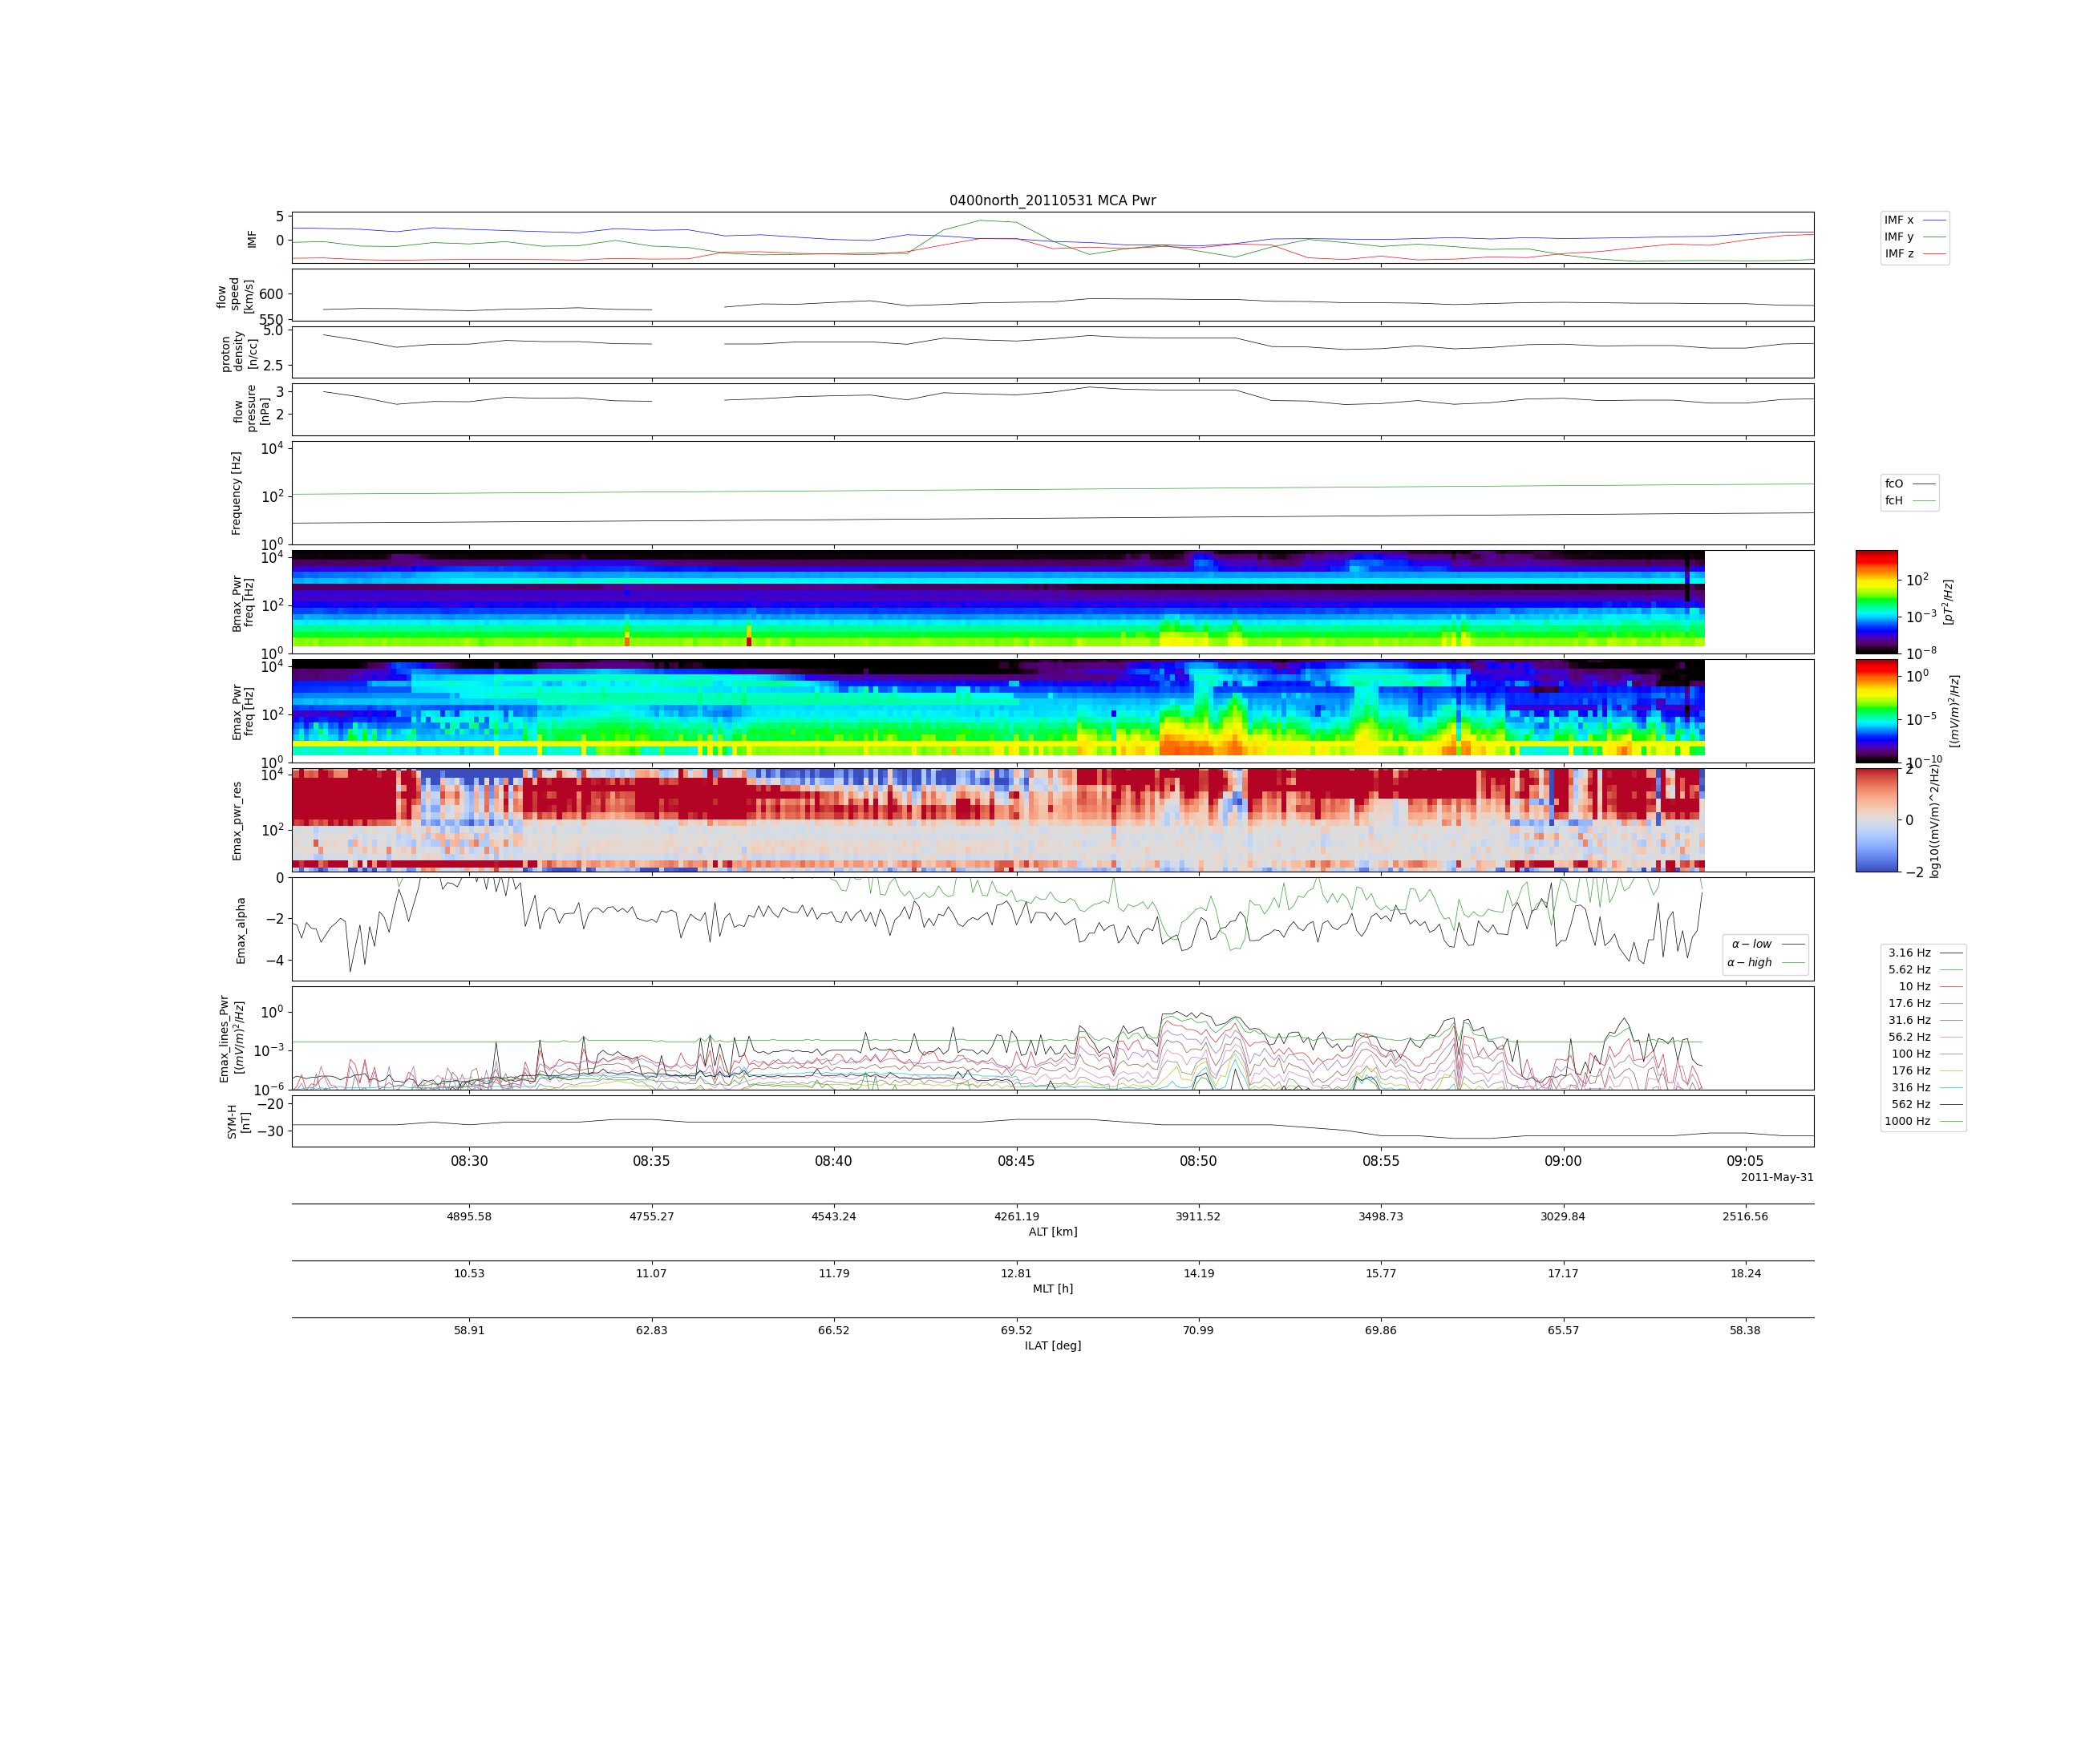 0400north_20110531 MCA Pwr
IMF
5
0
IMF x
IMF y
IMF z
flow
speed
[km/s]
600
550
proton
density
[n/cc]
5.0
2.5
flow
pressure
[nPa]
3
2
Frequency [Hz]
10^4
10^2
10^0
fcO
fcH
Bmax_Pwr
freq [Hz]
10^4
10^2
10^0
10^2
10^-3
10^-8
[pT^2/Hz]
Emax_Pwr
freq [Hz]
10^4
10^2
10^0
10^0
10^-5
10^-10
[(mV/m)^2/Hz]
Emax_pwr_res
10^4
10^2
2
0
−2
log10((mV/m)^2/Hz)
Emax_alpha
0
−2
−4
α − low
α − high
Emax_lines_Pwr
[(mV/m)^2/Hz]
10^0
10^-3
10^-6
3.16 Hz
5.62 Hz
10 Hz
17.6 Hz
31.6 Hz
56.2 Hz
100 Hz
176 Hz
316 Hz
562 Hz
1000 Hz
SYM-H
[nT]
−20
−30
08:30 08:35 08:40 08:45 08:50 08:55 09:00 09:05
2011-May-31
4895.58 4755.27 4543.24 4261.19 3911.52 3498.73 3029.84 2516.56
ALT [km]
10.53 11.07 11.79 12.81 14.19 15.77 17.17 18.24
MLT [h]
58.91 62.83 66.52 69.52 70.99 69.86 65.57 58.38
ILAT [deg]